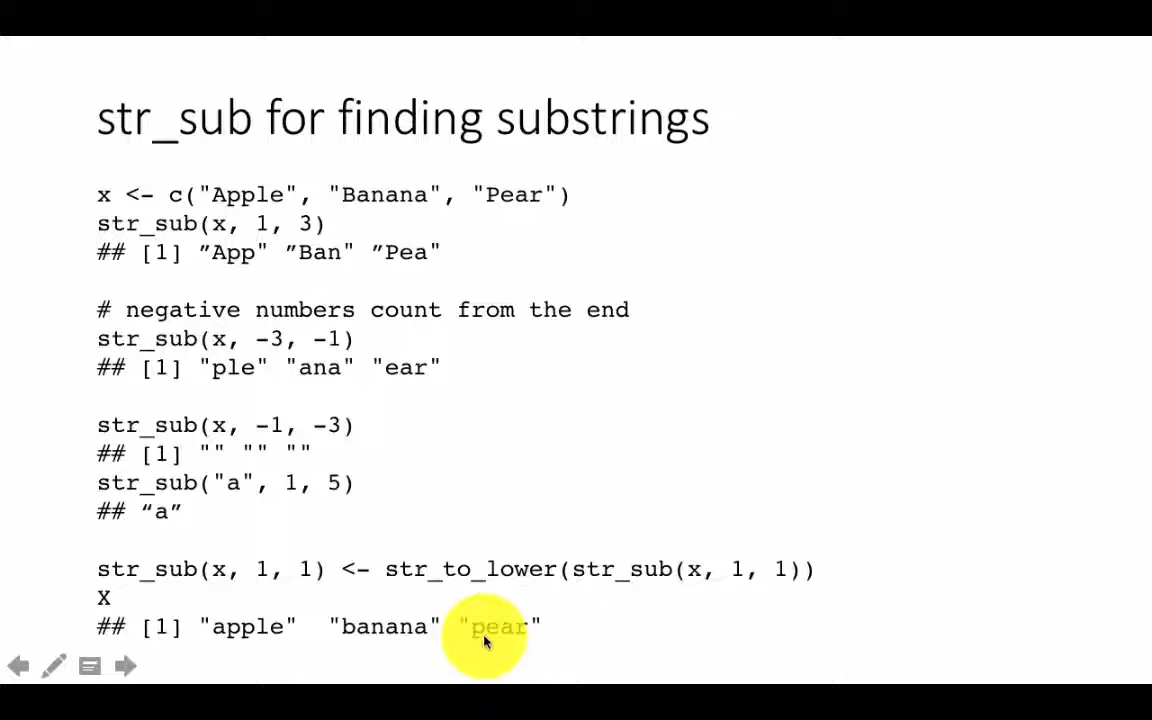 str_sub for finding substrings
x <- c("Apple", "Banana", "Pear")
str_sub(x, 1, 3)
## [1] ”App" ”Ban" ”Pea"
# negative numbers count from the end
str_sub(x, -3, -1)
## [1] "ple" "ana" "ear"
str_sub(x, -1, -3)
## [1] "" "" ""
str_sub("a", 1, 5)
## “a”
str_sub(x, 1, 1) <- str_to_lower(str_sub(x, 1, 1))
X
## [1] "apple"  "banana" "pear"